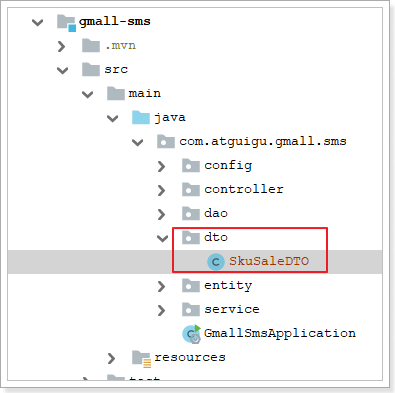 gmall-sms
.mvn
src
main
java
com.atguigu.gmall.sms
config
controller
dao
dto
SkuSaleDTO
entity
service
GmallSmsApplication
resources